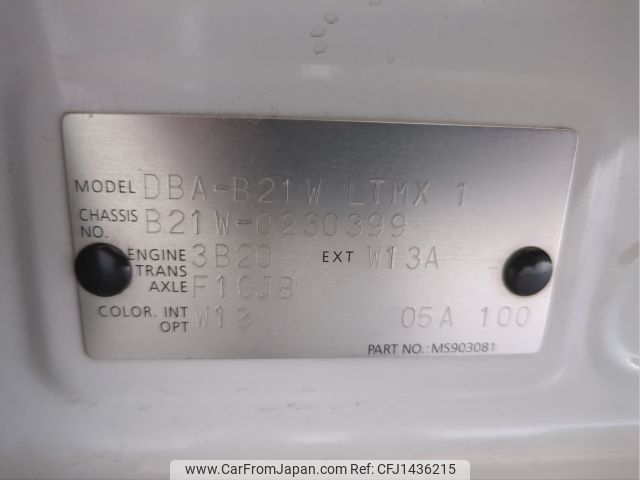 MODEL DBA-B21W LTMX 1
CHASSIS NO. B21W-0230399
ENGINE 3B20 EXT W13A
TRANS AXLE F1CJB
COLOR. INT OPT W13 05A 100
PART NO.: MS903081
www.CarFromJapan.com - CFJ1436215